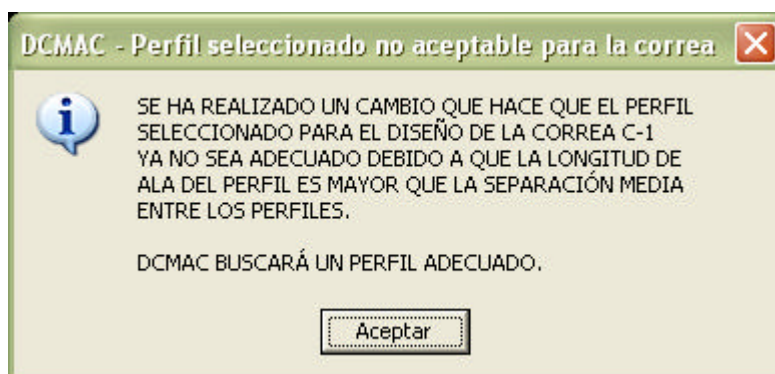 DCMAC - Perfil seleccionado no aceptable para la correa
SE HA REALIZADO UN CAMBIO QUE HACE QUE EL PERFIL
SELECCIONADO PARA EL DISEÑO DE LA CORREA C-1
YA NO SEA ADECUADO DEBIDO A QUE LA LONGITUD DE
ALA DEL PERFIL ES MAYOR QUE LA SEPARACIÓN MEDIA
ENTRE LOS PERFILES.
DCMAC BUSCARÁ UN PERFIL ADECUADO.
Aceptar